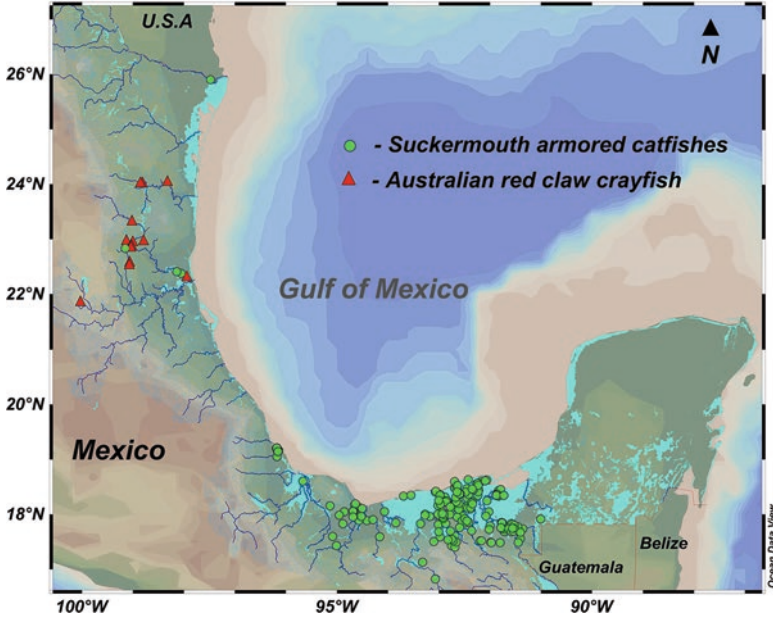 U.S.A
N
26°N
- Suckermouth armored catfishes
24°N
- Australian red claw crayfish
Gulf of Mexico
22°N
20°N
Mexico
18°N
Belize
Guatemala
Ocean Data View
100°W
95°W
90°W